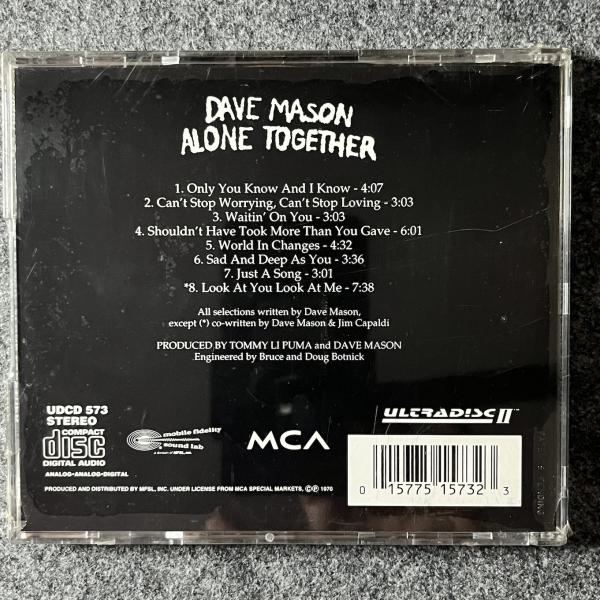 DAVE MASON
ALONE TOGETHER
1. Only You Know And I Know - 4:07
2. Can't Stop Worrying, Can't Stop Loving - 3:03
3. Waitin' On You - 3:03
4. Shouldn't Have Took More Than You Gave - 6:01
5. World In Changes - 4:32
6. Sad And Deep As You - 3:36
7. Just A Song - 3:01
*8. Look At You Look At Me - 7:38
All selections written by Dave Mason,
except (*) co-written by Dave Mason & Jim Capaldi
PRODUCED BY TOMMY LI PUMA and DAVE MASON
Engineered by Bruce and Doug Botnick
UDCD 573
STEREO
COMPACT
disc
DIGITAL AUDIO
ANALOG-ANALOG-DIGITAL
mobile fidelity
sound lab
a division of MFSL, inc.
MCA
ULTRADISC II™
0 15775 15732 3
PRODUCED AND DISTRIBUTED BY MFSL, INC. UNDER LICENSE FROM MCA SPECIAL MARKETS, ©℗ 1970